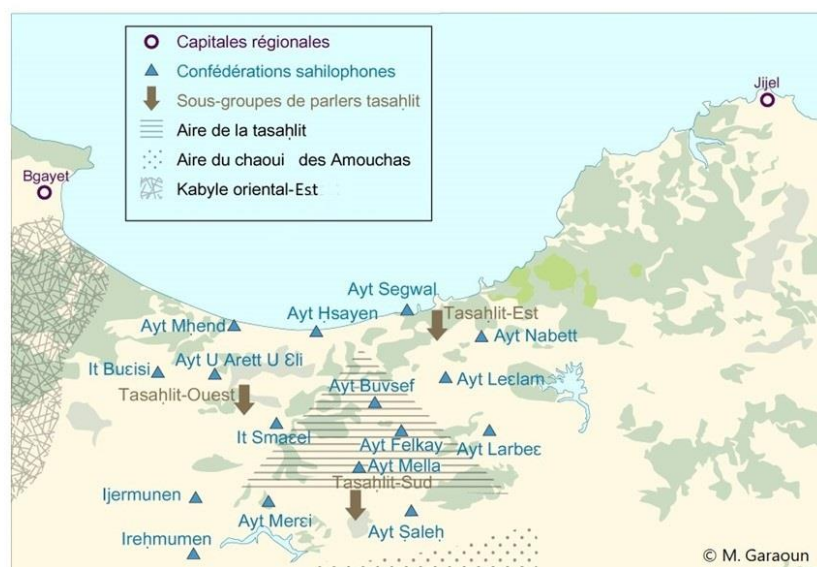 Capitales régionales
Confédérations sahilophones
Sous-groupes de parlers tasaḥlit
Aire de la tasaḥlit
Aire du chaoui des Amouchas
Kabyle oriental-Est
Jijel
Bgayet
Ayt Segwal
Tasaḥlit-Est
Ayt Mḥend
Ayt Ḥsayen
Ayt Nabett
It Buɛisi
Ayt U Arett U Ɛli
Ayt Leɛlam
Tasaḥlit-Ouest
Ayt Buvsef
It Smaɛel
Ayt Felkay
Ayt Larbeɛ
Ayt Mella
Tasaḥlit-Sud
Ijermunen
Ayt Merɛi
Ayt Ṣaleḥ
Ireḥmumen
© M. Garaoun